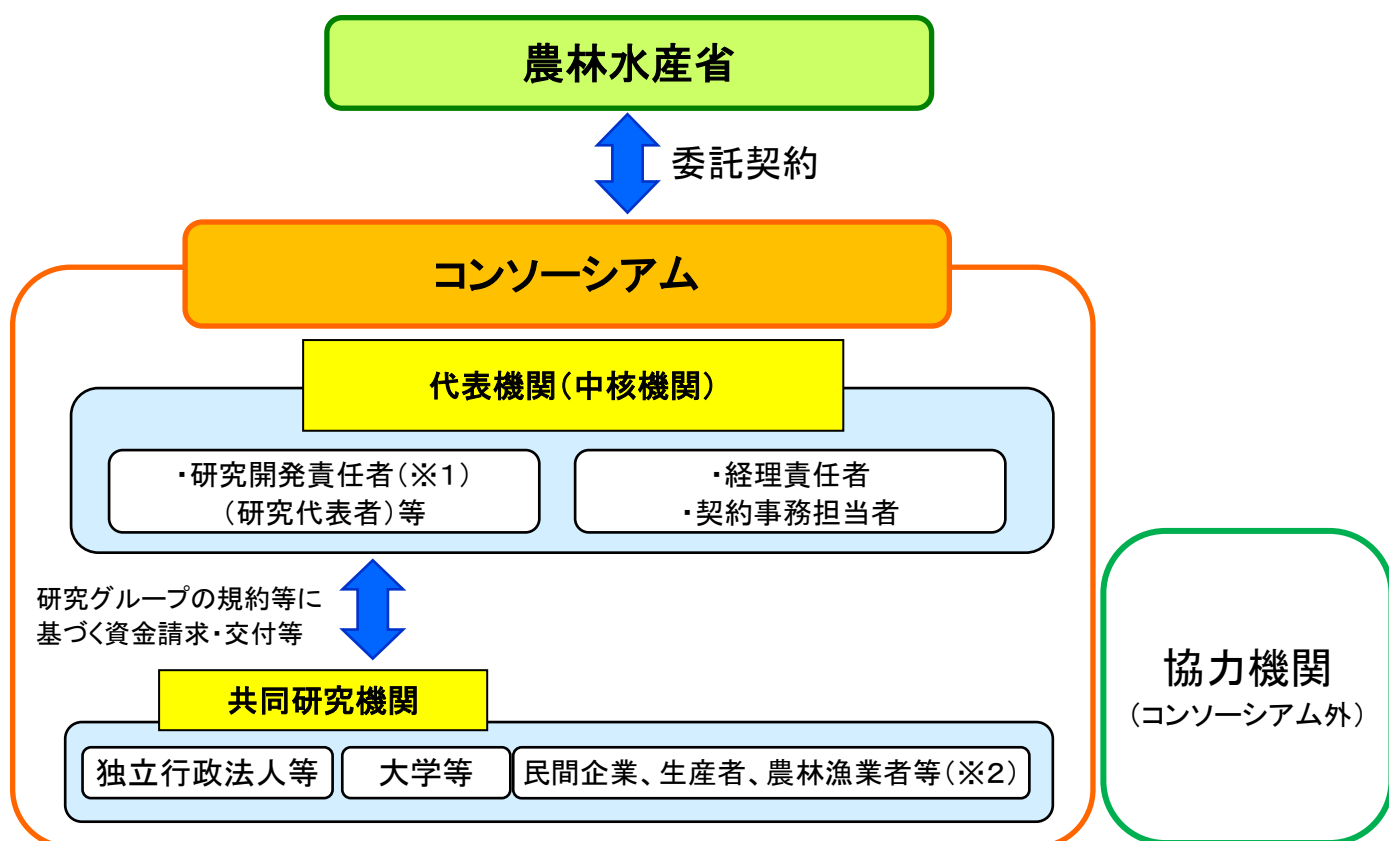 農林水産省
委託契約
コンソーシアム
代表機関（中核機関）
・研究開発責任者（※１）
（研究代表者）等
・経理責任者
・契約事務担当者
研究グループの規約等に
基づく資金請求・交付等
共同研究機関
独立行政法人等
大学等
民間企業、生産者、農林漁業者等（※２）
協力機関
（コンソーシアム外）